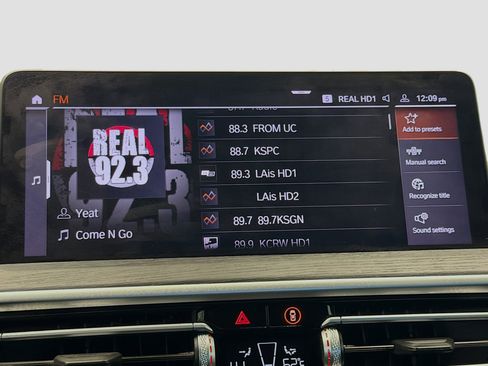 FM
S REAL HD1 12:09 pm
REAL
92.3
Yeat
Come N Go
88.3 FROM UC
88.7 KSPC
89.3 LAis HD1
LAis HD2
89.7 89.7KSGN
89.9 KCRW HD1
Add to presets
Manual search
Recognize title
Sound settings